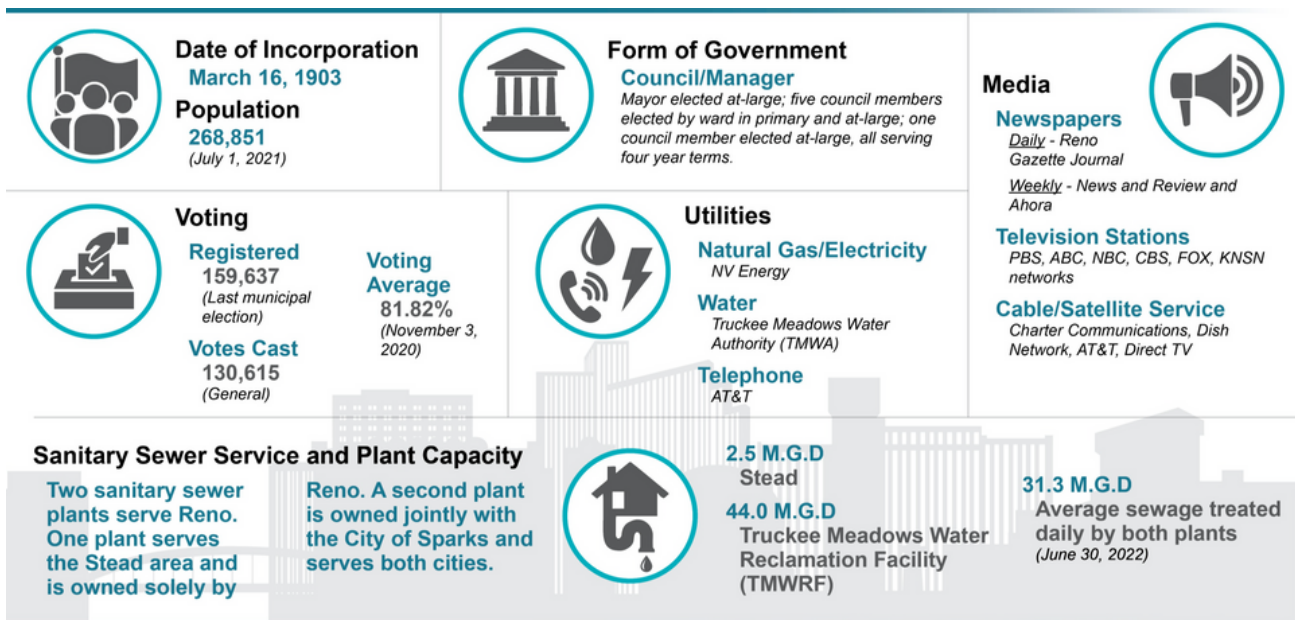 Date of Incorporation
March 16, 1903
Population
268,851
(July 1, 2021)
Form of Government
Council/Manager
Mayor elected at-large; five council members
elected by ward in primary and at-large; one
council member elected at-large, all serving
four year terms.
Media
Newspapers
Daily - Reno
Gazette Journal
Weekly - News and Review and
Ahora
Television Stations
PBS, ABC, NBC, CBS, FOX, KNSN
networks
Cable/Satellite Service
Charter Communications, Dish
Network, AT&T, Direct TV
Voting
Registered
159,637
(Last municipal
election)
Votes Cast
130,615
(General)
Voting
Average
81.82%
(November 3,
2020)
Utilities
Natural Gas/Electricity
NV Energy
Water
Truckee Meadows Water
Authority (TMWA)
Telephone
AT&T
Sanitary Sewer Service and Plant Capacity
Two sanitary sewer
plants serve Reno.
One plant serves
the Stead area and
is owned solely by
Reno. A second plant
is owned jointly with
the City of Sparks and
serves both cities.
2.5 M.G.D
Stead
44.0 M.G.D
Truckee Meadows Water
Reclamation Facility
(TMWRF)
31.3 M.G.D
Average sewage treated
daily by both plants
(June 30, 2022)